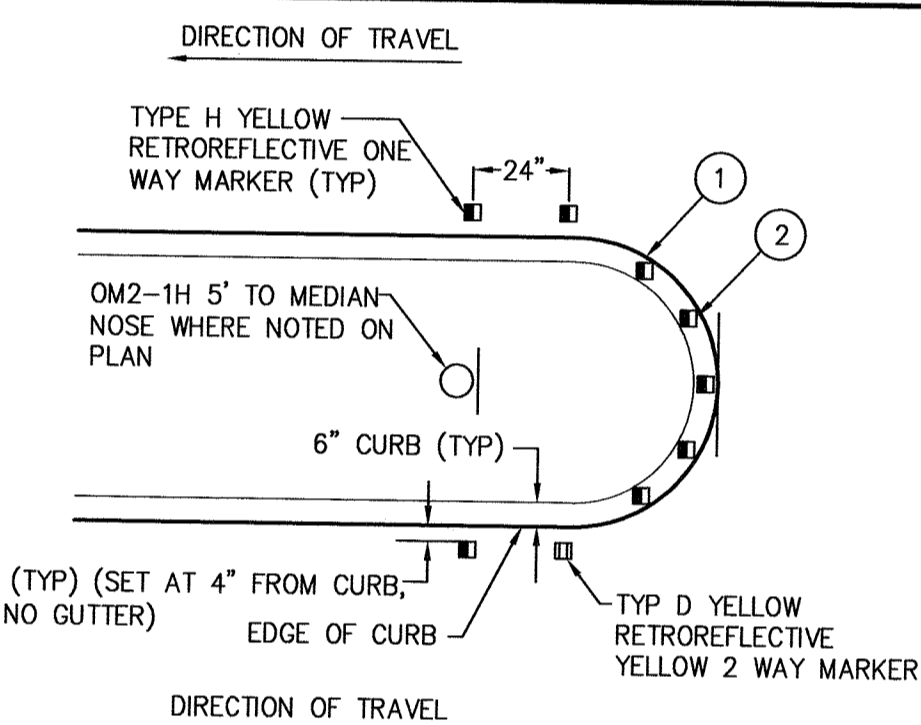 DIRECTION OF TRAVEL
TYPE H YELLOW
RETROREFLECTIVE ONE
WAY MARKER (TYP)
24"
1
2
OM2-1H 5' TO MEDIAN
NOSE WHERE NOTED ON
PLAN
6" CURB (TYP)
(TYP) (SET AT 4" FROM CURB,
NO GUTTER)
EDGE OF CURB
TYP D YELLOW
RETROREFLECTIVE
YELLOW 2 WAY MARKER
DIRECTION OF TRAVEL